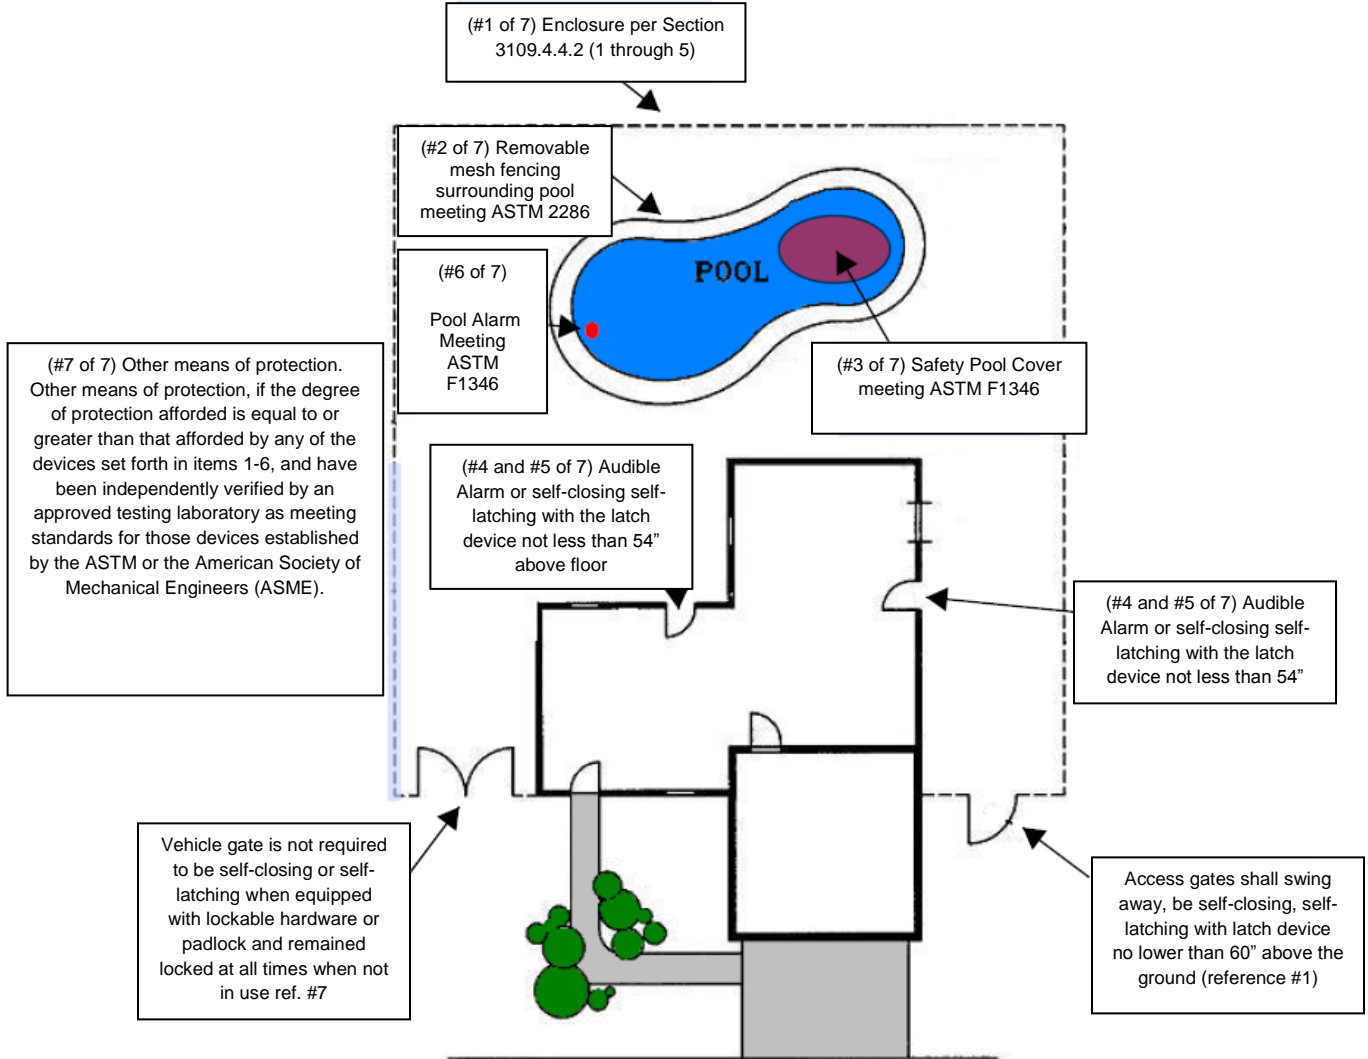 (#1 of 7) Enclosure per Section
3109.4.4.2 (1 through 5)
(#2 of 7) Removable
mesh fencing
surrounding pool
meeting ASTM 2286
(#6 of 7)
Pool Alarm
Meeting
ASTM
F1346
POOL
(#3 of 7) Safety Pool Cover
meeting ASTM F1346
(#7 of 7) Other means of protection.
Other means of protection, if the degree
of protection afforded is equal to or
greater than that afforded by any of the
devices set forth in items 1-6, and have
been independently verified by an
approved testing laboratory as meeting
standards for those devices established
by the ASTM or the American Society of
Mechanical Engineers (ASME).
(#4 and #5 of 7) Audible
Alarm or self-closing self-
latching with the latch
device not less than 54”
above floor
(#4 and #5 of 7) Audible
Alarm or self-closing self-
latching with the latch
device not less than 54”
Vehicle gate is not required
to be self-closing or self-
latching when equipped
with lockable hardware or
padlock and remained
locked at all times when not
in use ref. #7
Access gates shall swing
away, be self-closing, self-
latching with latch device
no lower than 60” above the
ground (reference #1)